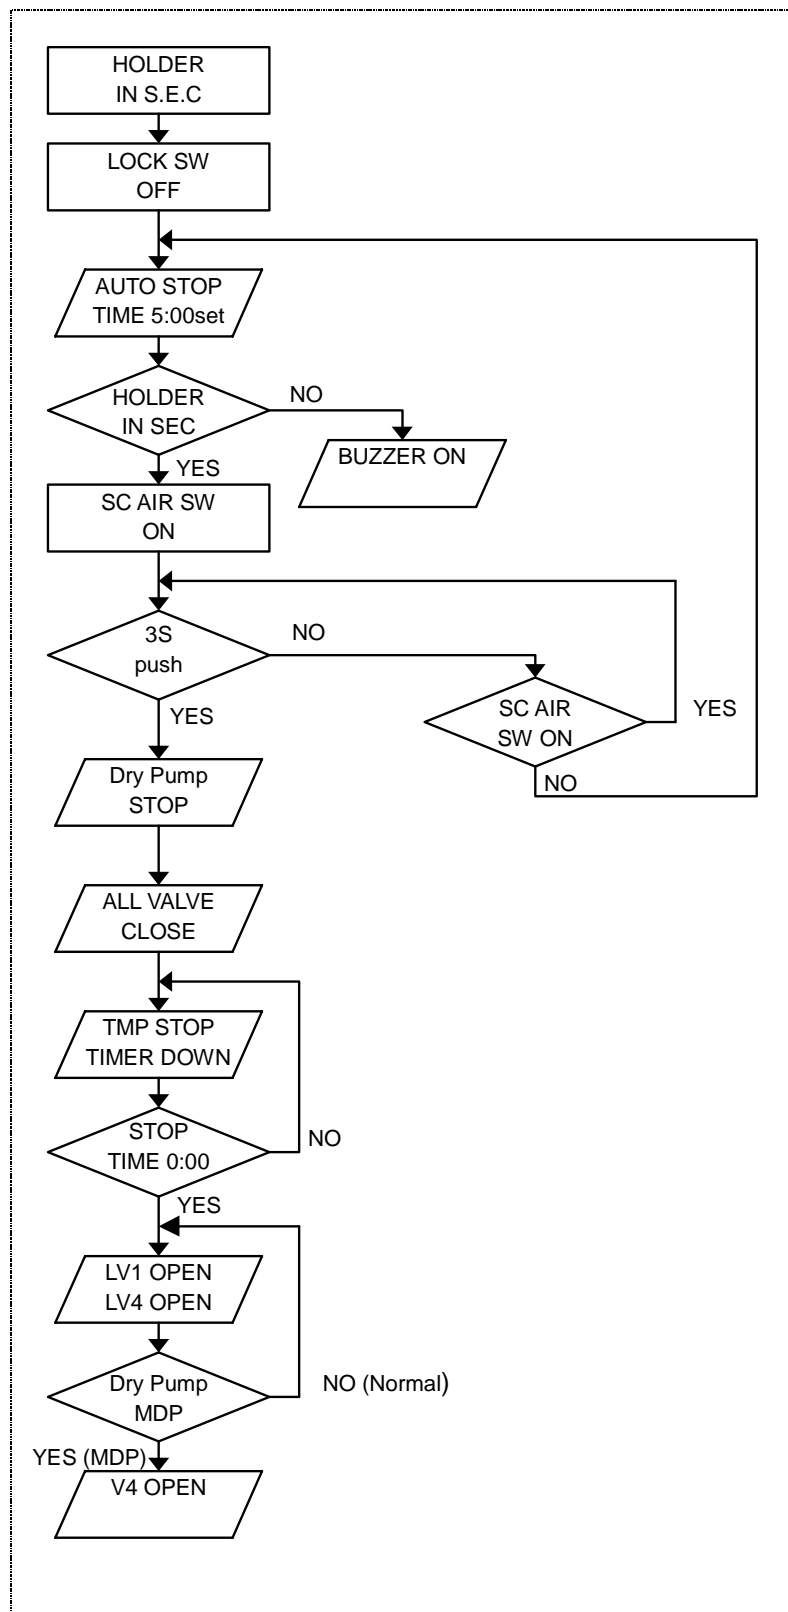 HOLDER
IN S.E.C
LOCK SW
OFF
AUTO STOP
TIME 5:00set
HOLDER
IN SEC
NO
BUZZER ON
YES
SC AIR SW
ON
3S
push
NO
SC AIR
SW ON
YES
NO
YES
Dry Pump
STOP
ALL VALVE
CLOSE
TMP STOP
TIMER DOWN
STOP
TIME 0:00
NO
YES
LV1 OPEN
LV4 OPEN
Dry Pump
MDP
NO (Normal)
YES (MDP)
V4 OPEN